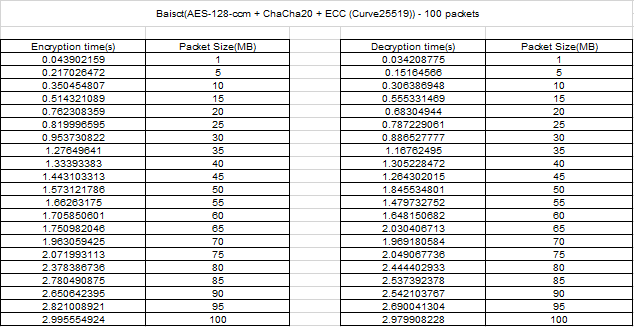 Baisct(AES-128-ccm + ChaCha20 + ECC (Curve25519)) - 100 packets
Encryption time(s) Packet Size(MB) Decryption time(s) Packet Size(MB)
0.043902159 1 0.034208775 1
0.217026472 5 0.15164566 5
0.350454807 10 0.306386948 10
0.514321089 15 0.555331469 15
0.762308359 20 0.68304944 20
0.819996595 25 0.787229061 25
0.953730822 30 0.886527777 30
1.27649641 35 1.16762495 35
1.33393383 40 1.305228472 40
1.443103313 45 1.264302015 45
1.573121786 50 1.845534801 50
1.66263175 55 1.479732752 55
1.705850601 60 1.648150682 60
1.750982046 65 2.030406713 65
1.963059425 70 1.969180584 70
2.071993113 75 2.049067736 75
2.378386736 80 2.444402933 80
2.780490875 85 2.537392378 85
2.650642395 90 2.542103767 90
2.821008921 95 2.690041304 95
2.995554924 100 2.979908228 100